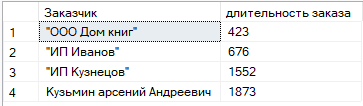 Заказчик длительность заказа
1 "ООО Дом книг" 423
2 "ИП Иванов" 676
3 "ИП Кузнецов" 1552
4 Кузьмин арсений Андреевич 1873